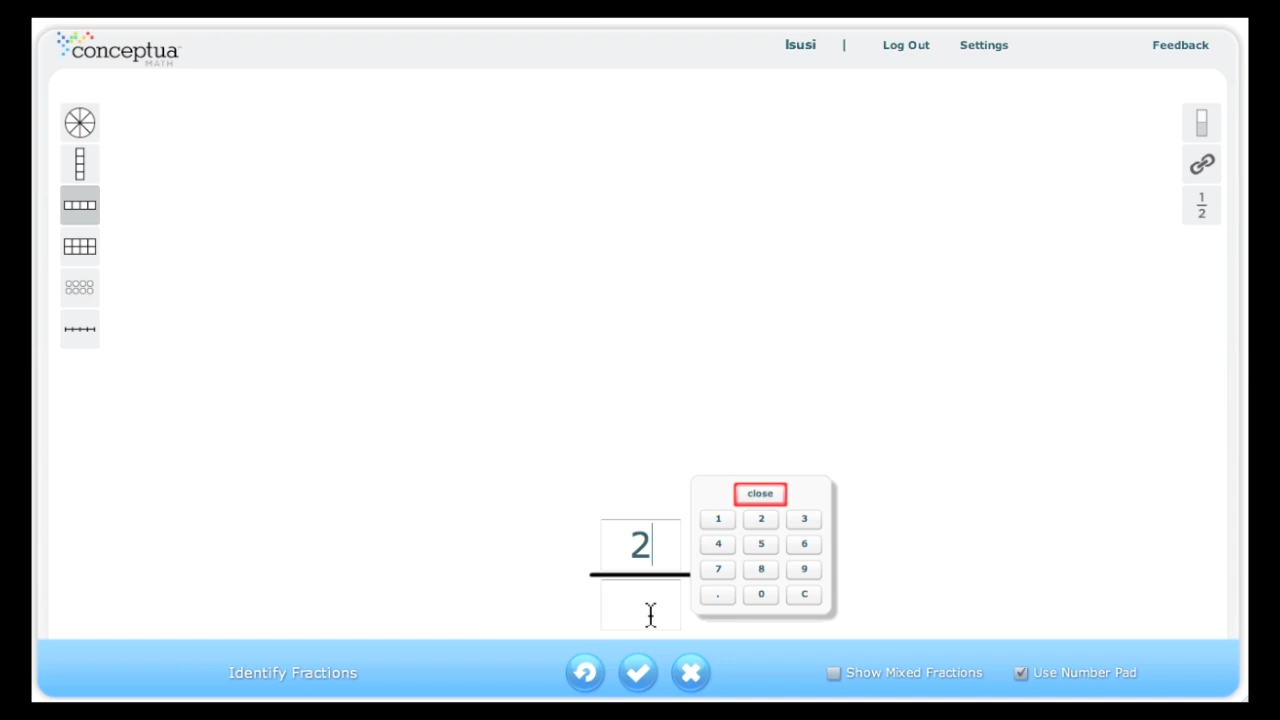 conceptua
MATH
lsusi | Log Out Settings Feedback
1
2
close
1 2 3
4 5 6
7 8 9
. 0 C
2
Identify Fractions
Show Mixed Fractions
Use Number Pad